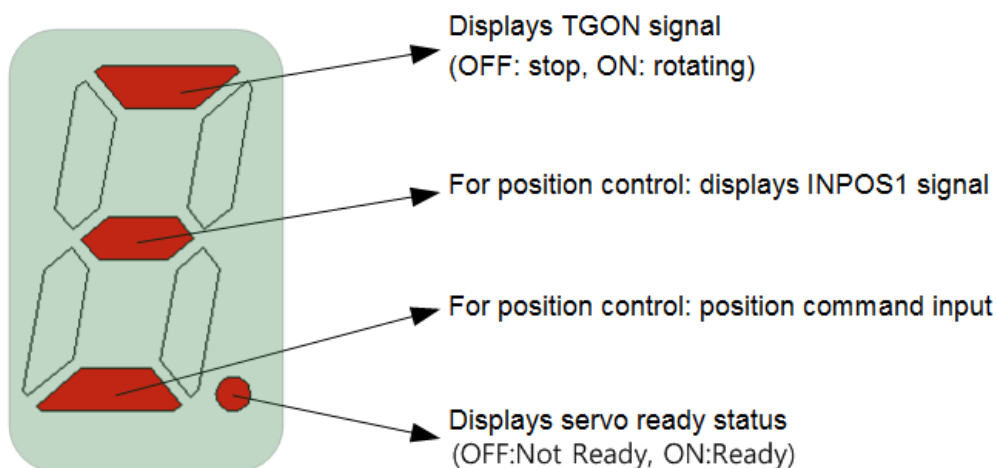 Displays TGON signal
(OFF: stop, ON: rotating)
For position control: displays INPOS1 signal
For position control: position command input
Displays servo ready status
(OFF:Not Ready, ON:Ready)